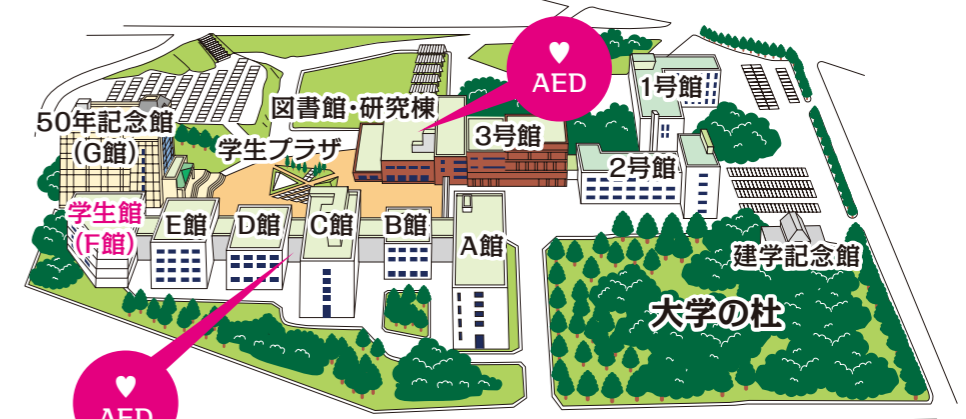 AED
1号館
図書館・研究棟
50年記念館
(G館)
3号館
学生プラザ
2号館
学生館
(F館)
E館
D館
C館
B館
A館
建学記念館
大学の杜
AED